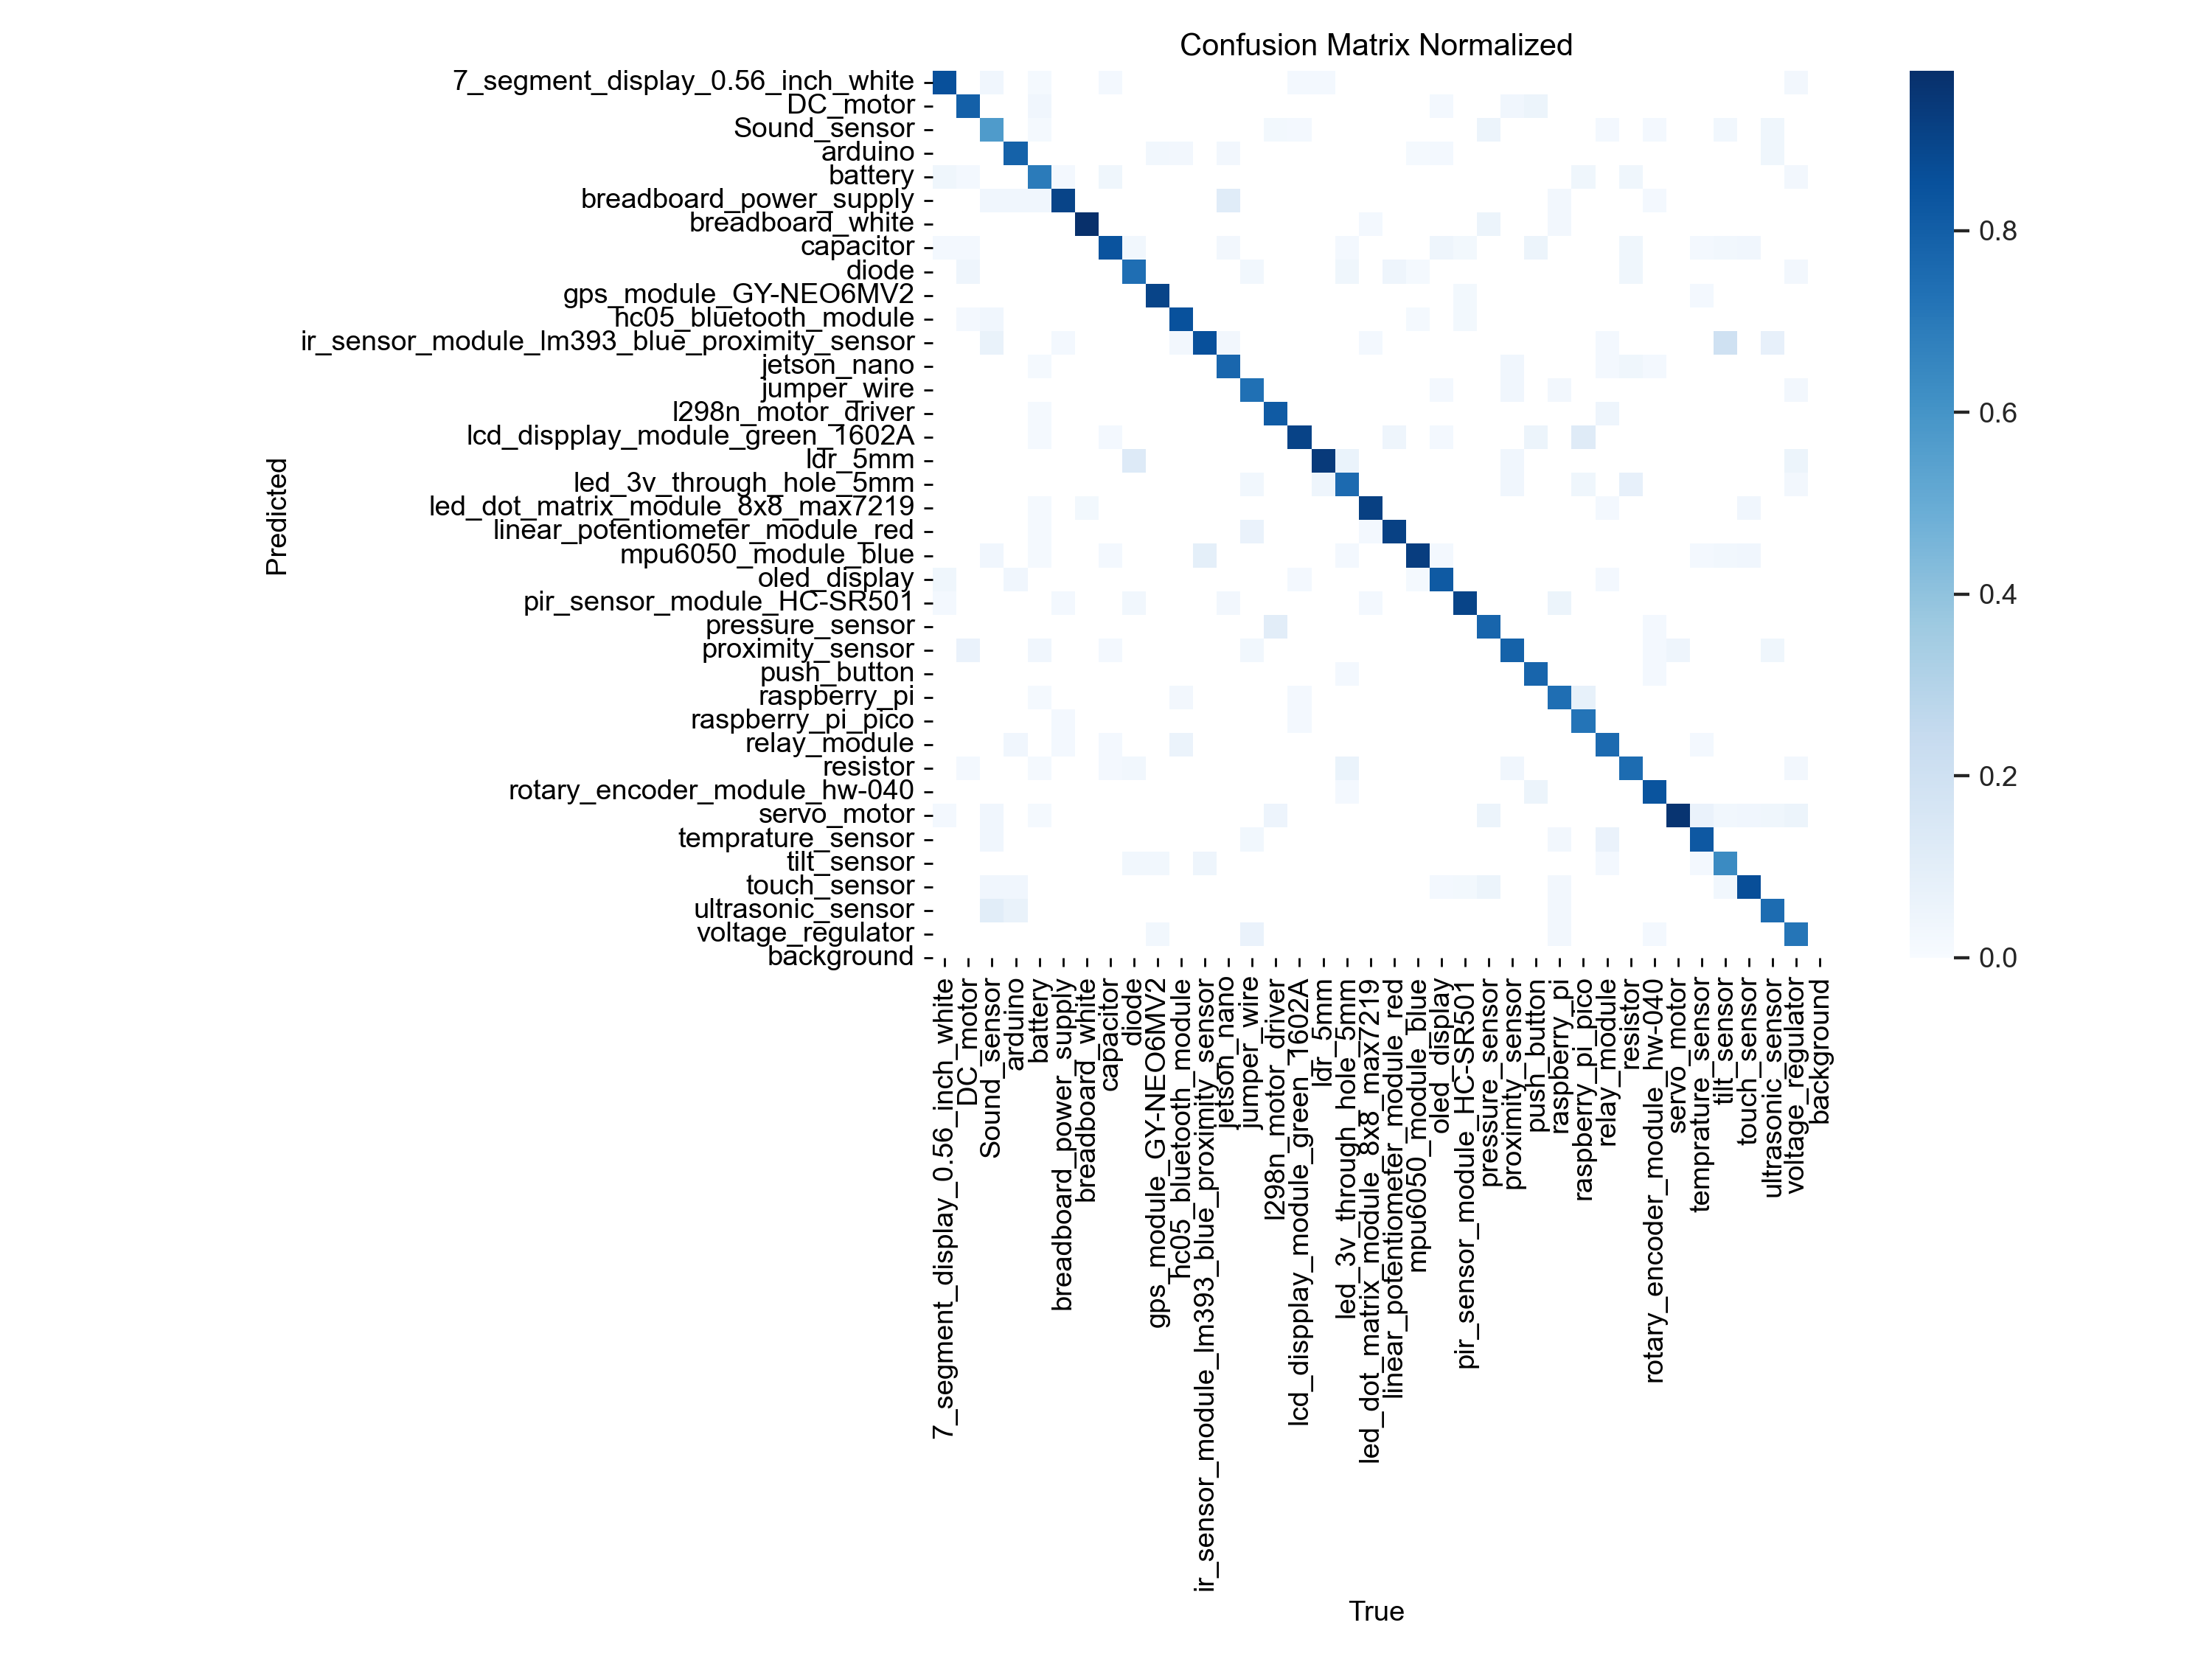 Confusion Matrix Normalized
7_segment_display_0.56_inch_white
DC_motor
Sound_sensor
arduino
battery
breadboard_power_supply
breadboard_white
capacitor
diode
gps_module_GY-NEO6MV2
hc05_bluetooth_module
ir_sensor_module_lm393_blue_proximity_sensor
jetson_nano
jumper_wire
l298n_motor_driver
lcd_dispplay_module_green_1602A
ldr_5mm
led_3v_through_hole_5mm
led_dot_matrix_module_8x8_max7219
linear_potentiometer_module_red
mpu6050_module_blue
oled_display
pir_sensor_module_HC-SR501
pressure_sensor
proximity_sensor
push_button
raspberry_pi
raspberry_pi_pico
relay_module
resistor
rotary_encoder_module_hw-040
servo_motor
temprature_sensor
tilt_sensor
touch_sensor
ultrasonic_sensor
voltage_regulator
background
Predicted
7_segment_display_0.56_inch_white
DC_motor
Sound_sensor
arduino
battery
breadboard_power_supply
breadboard_white
capacitor
diode
gps_module_GY-NEO6MV2
hc05_bluetooth_module
ir_sensor_module_lm393_blue_proximity_sensor
jetson_nano
jumper_wire
l298n_motor_driver
lcd_dispplay_module_green_1602A
ldr_5mm
led_3v_through_hole_5mm
led_dot_matrix_module_8x8_max7219
linear_potentiometer_module_red
mpu6050_module_blue
oled_display
pir_sensor_module_HC-SR501
pressure_sensor
proximity_sensor
push_button
raspberry_pi
raspberry_pi_pico
relay_module
resistor
rotary_encoder_module_hw-040
servo_motor
temprature_sensor
tilt_sensor
touch_sensor
ultrasonic_sensor
voltage_regulator
background
True
0.8
0.6
0.4
0.2
0.0